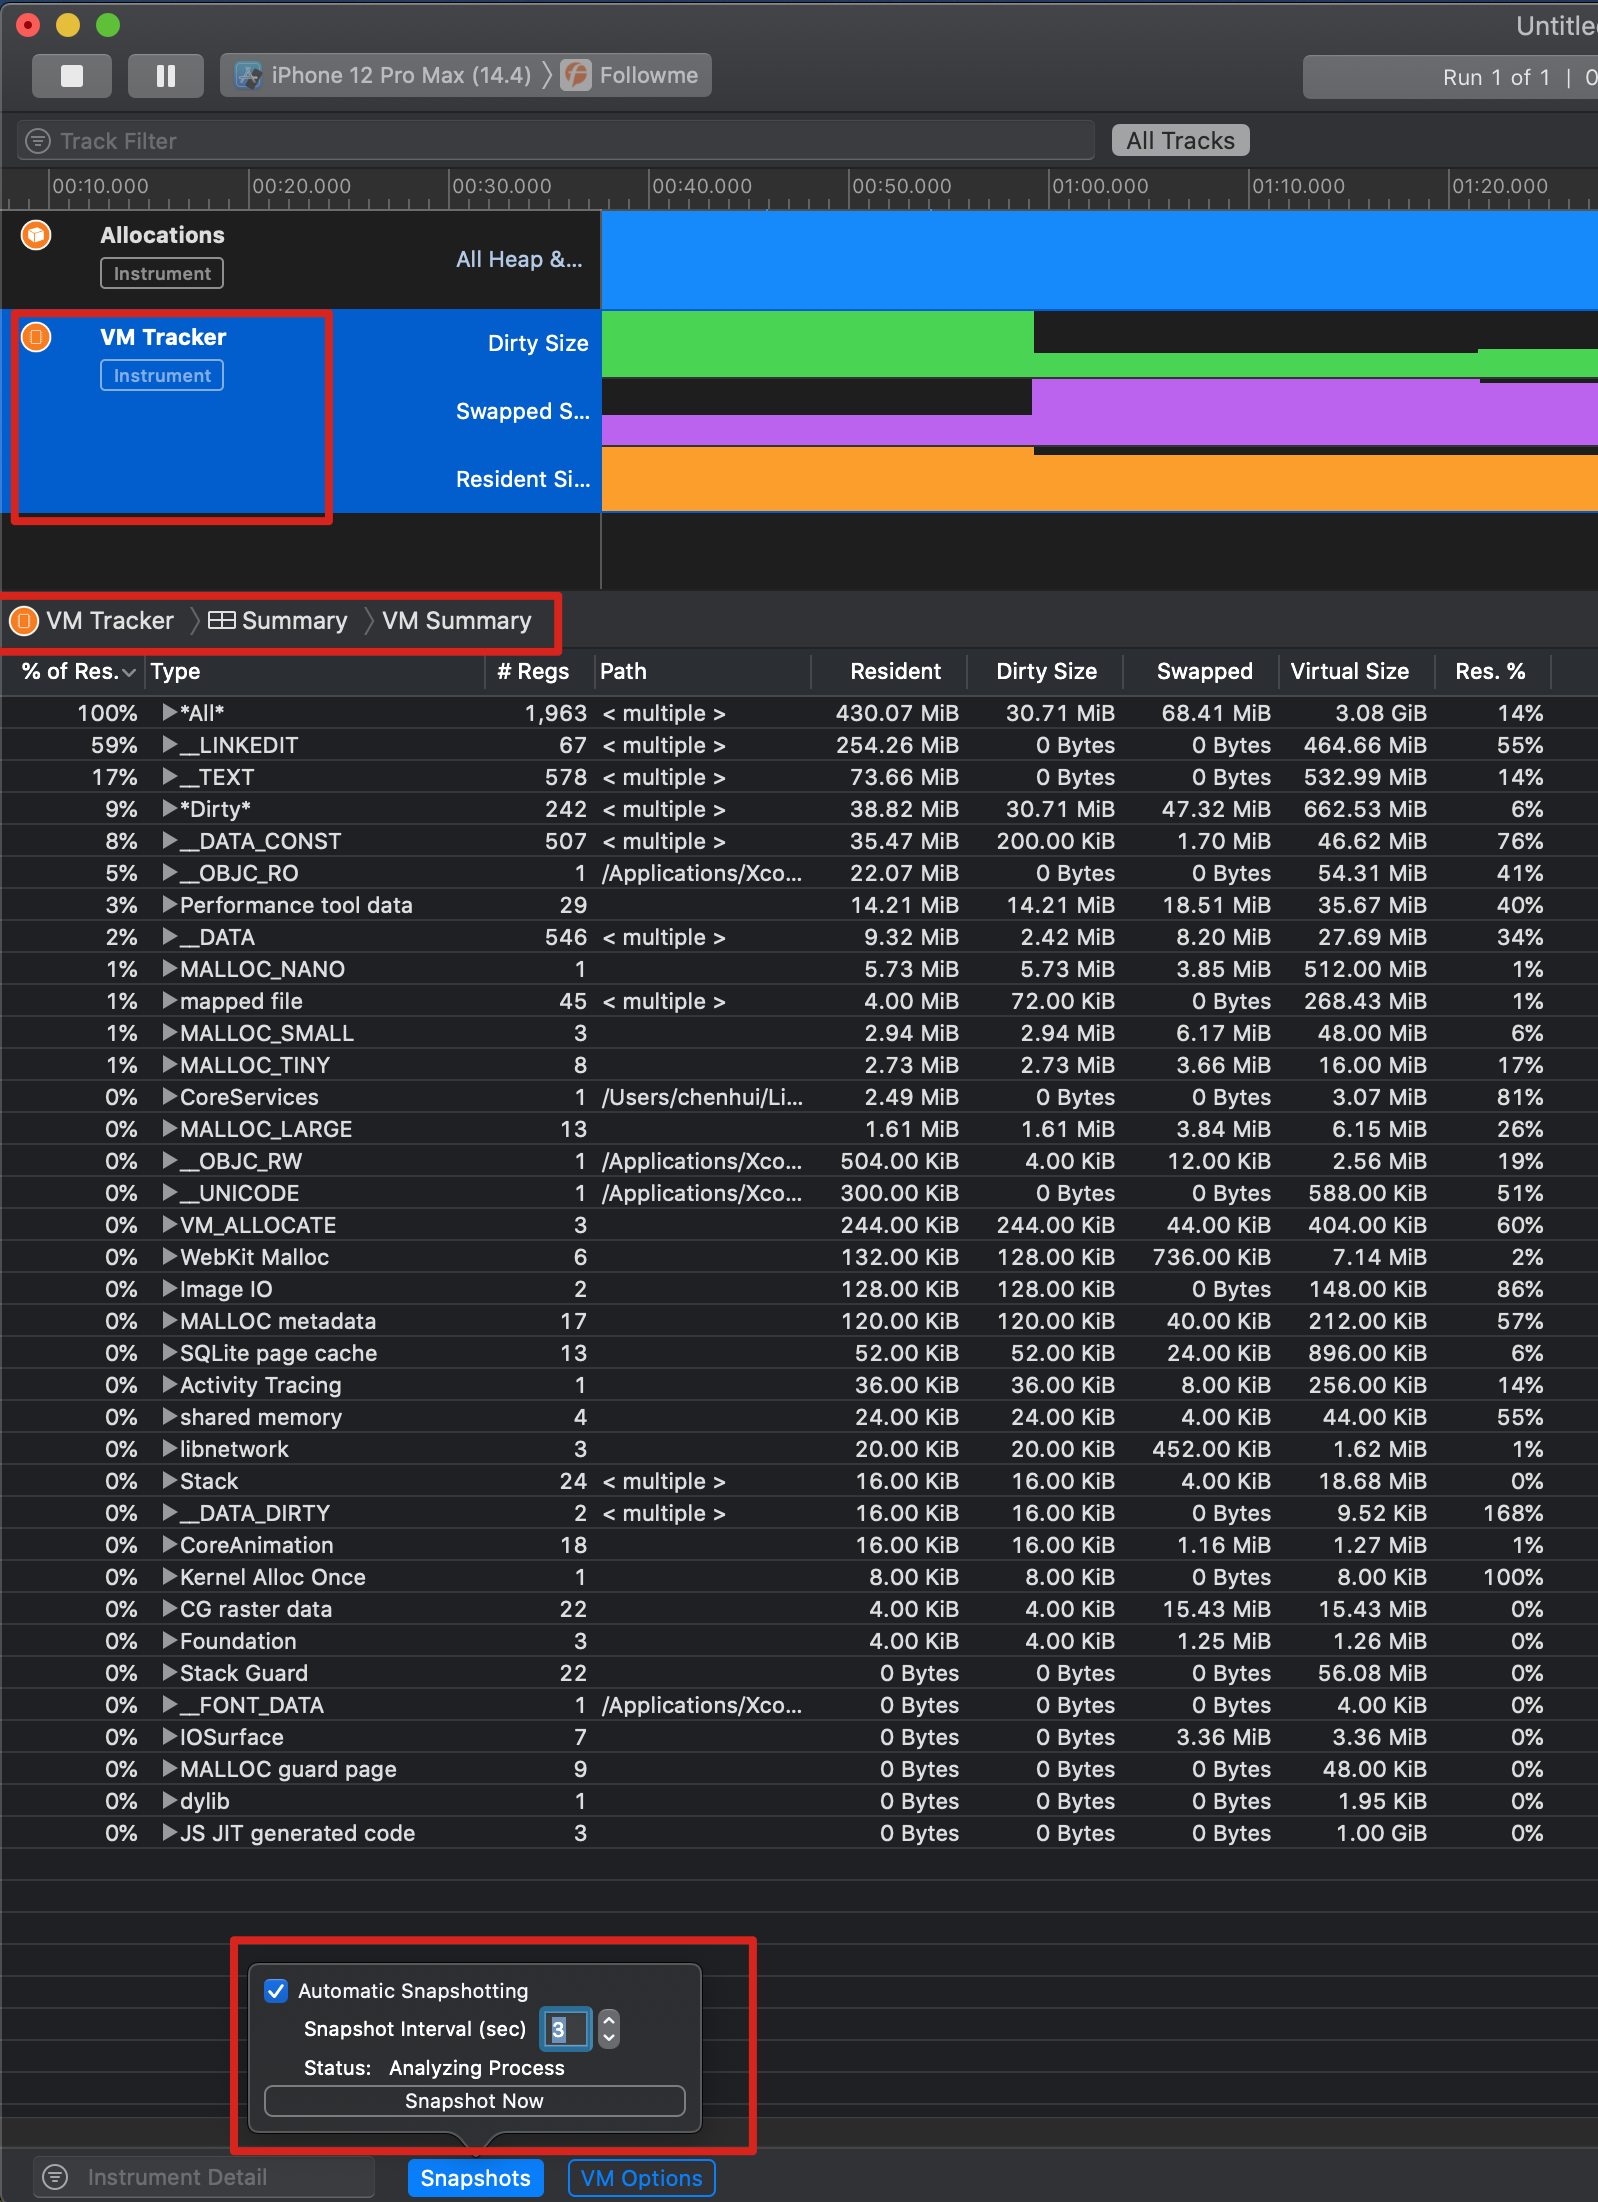 Untitle
iPhone 12 Pro Max (14.4) Followme
Run 1 of 1 | 0
Track Filter All Tracks
00:10.000 00:20.000 00:30.000 00:40.000 00:50.000 01:00.000 01:10.000 01:20.000
Allocations
Instrument
All Heap &...
VM Tracker
Instrument
Dirty Size
Swapped S...
Resident Si...
VM Tracker Summary VM Summary
% of Res. Type # Regs Path Resident Dirty Size Swapped Virtual Size Res. %
100% *All* 1,963 < multiple > 430.07 MiB 30.71 MiB 68.41 MiB 3.08 GiB 14%
59% __LINKEDIT 67 < multiple > 254.26 MiB 0 Bytes 0 Bytes 464.66 MiB 55%
17% __TEXT 578 < multiple > 73.66 MiB 0 Bytes 0 Bytes 532.99 MiB 14%
9% *Dirty* 242 < multiple > 38.82 MiB 30.71 MiB 47.32 MiB 662.53 MiB 6%
8% __DATA_CONST 507 < multiple > 35.47 MiB 200.00 KiB 1.70 MiB 46.62 MiB 76%
5% __OBJC_RO 1 /Applications/Xco... 22.07 MiB 0 Bytes 0 Bytes 54.31 MiB 41%
3% Performance tool data 29 14.21 MiB 14.21 MiB 18.51 MiB 35.67 MiB 40%
2% __DATA 546 < multiple > 9.32 MiB 2.42 MiB 8.20 MiB 27.69 MiB 34%
1% MALLOC_NANO 1 5.73 MiB 5.73 MiB 3.85 MiB 512.00 MiB 1%
1% mapped file 45 < multiple > 4.00 MiB 72.00 KiB 0 Bytes 268.43 MiB 1%
1% MALLOC_SMALL 3 2.94 MiB 2.94 MiB 6.17 MiB 48.00 MiB 6%
1% MALLOC_TINY 8 2.73 MiB 2.73 MiB 3.66 MiB 16.00 MiB 17%
0% CoreServices 1 /Users/chenhui/Li... 2.49 MiB 0 Bytes 0 Bytes 3.07 MiB 81%
0% MALLOC_LARGE 13 1.61 MiB 1.61 MiB 3.84 MiB 6.15 MiB 26%
0% __OBJC_RW 1 /Applications/Xco... 504.00 KiB 4.00 KiB 12.00 KiB 2.56 MiB 19%
0% __UNICODE 1 /Applications/Xco... 300.00 KiB 0 Bytes 0 Bytes 588.00 KiB 51%
0% VM_ALLOCATE 3 244.00 KiB 244.00 KiB 44.00 KiB 404.00 KiB 60%
0% WebKit Malloc 6 132.00 KiB 128.00 KiB 736.00 KiB 7.14 MiB 2%
0% Image IO 2 128.00 KiB 128.00 KiB 0 Bytes 148.00 KiB 86%
0% MALLOC metadata 17 120.00 KiB 120.00 KiB 40.00 KiB 212.00 KiB 57%
0% SQLite page cache 13 52.00 KiB 52.00 KiB 24.00 KiB 896.00 KiB 6%
0% Activity Tracing 1 36.00 KiB 36.00 KiB 8.00 KiB 256.00 KiB 14%
0% shared memory 4 24.00 KiB 24.00 KiB 4.00 KiB 44.00 KiB 55%
0% libnetwork 3 20.00 KiB 20.00 KiB 452.00 KiB 1.62 MiB 1%
0% Stack 24 < multiple > 16.00 KiB 16.00 KiB 4.00 KiB 18.68 MiB 0%
0% __DATA_DIRTY 2 < multiple > 16.00 KiB 16.00 KiB 0 Bytes 9.52 KiB 168%
0% CoreAnimation 18 16.00 KiB 16.00 KiB 1.16 MiB 1.27 MiB 1%
0% Kernel Alloc Once 1 8.00 KiB 8.00 KiB 0 Bytes 8.00 KiB 100%
0% CG raster data 22 4.00 KiB 4.00 KiB 15.43 MiB 15.43 MiB 0%
0% Foundation 3 4.00 KiB 4.00 KiB 1.25 MiB 1.26 MiB 0%
0% Stack Guard 22 0 Bytes 0 Bytes 0 Bytes 56.08 MiB 0%
0% __FONT_DATA 1 /Applications/Xco... 0 Bytes 0 Bytes 0 Bytes 4.00 KiB 0%
0% IOSurface 7 0 Bytes 0 Bytes 3.36 MiB 3.36 MiB 0%
0% MALLOC guard page 9 0 Bytes 0 Bytes 0 Bytes 48.00 KiB 0%
0% dylib 1 0 Bytes 0 Bytes 0 Bytes 1.95 KiB 0%
0% JS JIT generated code 3 0 Bytes 0 Bytes 0 Bytes 1.00 GiB 0%
Automatic Snapshotting
Snapshot Interval (sec) 3
Status: Analyzing Process
Snapshot Now
Instrument Detail Snapshots VM Options